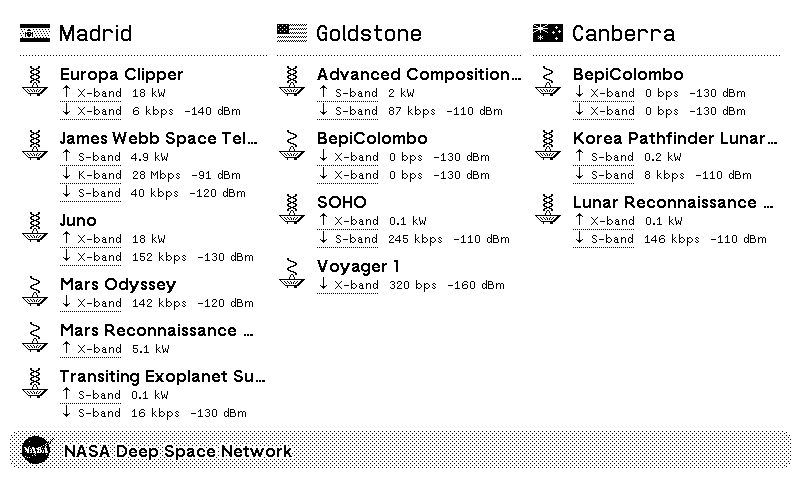 Madrid
Europa Clipper
↑ X-band 18 kW
↓ X-band 6 kbps -140 dBm
James Webb Space Tel...
↑ S-band 4.9 kW
↓ K-band 28 Mbps -91 dBm
↓ S-band 40 kbps -120 dBm
Juno
↑ X-band 18 kW
↓ X-band 152 kbps -130 dBm
Mars Odyssey
↓ X-band 142 kbps -120 dBm
Mars Reconnaissance ...
↑ X-band 5.1 kW
Transiting Exoplanet Su...
↑ S-band 0.1 kW
↓ S-band 16 kbps -130 dBm
Goldstone
Advanced Composition...
↑ S-band 2 kW
↓ S-band 87 kbps -110 dBm
BepiColombo
↓ X-band 0 bps -130 dBm
↓ X-band 0 bps -130 dBm
SOHO
↑ X-band 0.1 kW
↓ S-band 245 kbps -110 dBm
Voyager 1
↓ X-band 320 bps -160 dBm
Canberra
BepiColombo
↓ X-band 0 bps -130 dBm
↓ X-band 0 bps -130 dBm
Korea Pathfinder Lunar...
↑ S-band 0.2 kW
↓ S-band 8 kbps -110 dBm
Lunar Reconnaissance ...
↑ X-band 0.1 kW
↓ S-band 146 kbps -110 dBm
NASA
NASA Deep Space Network